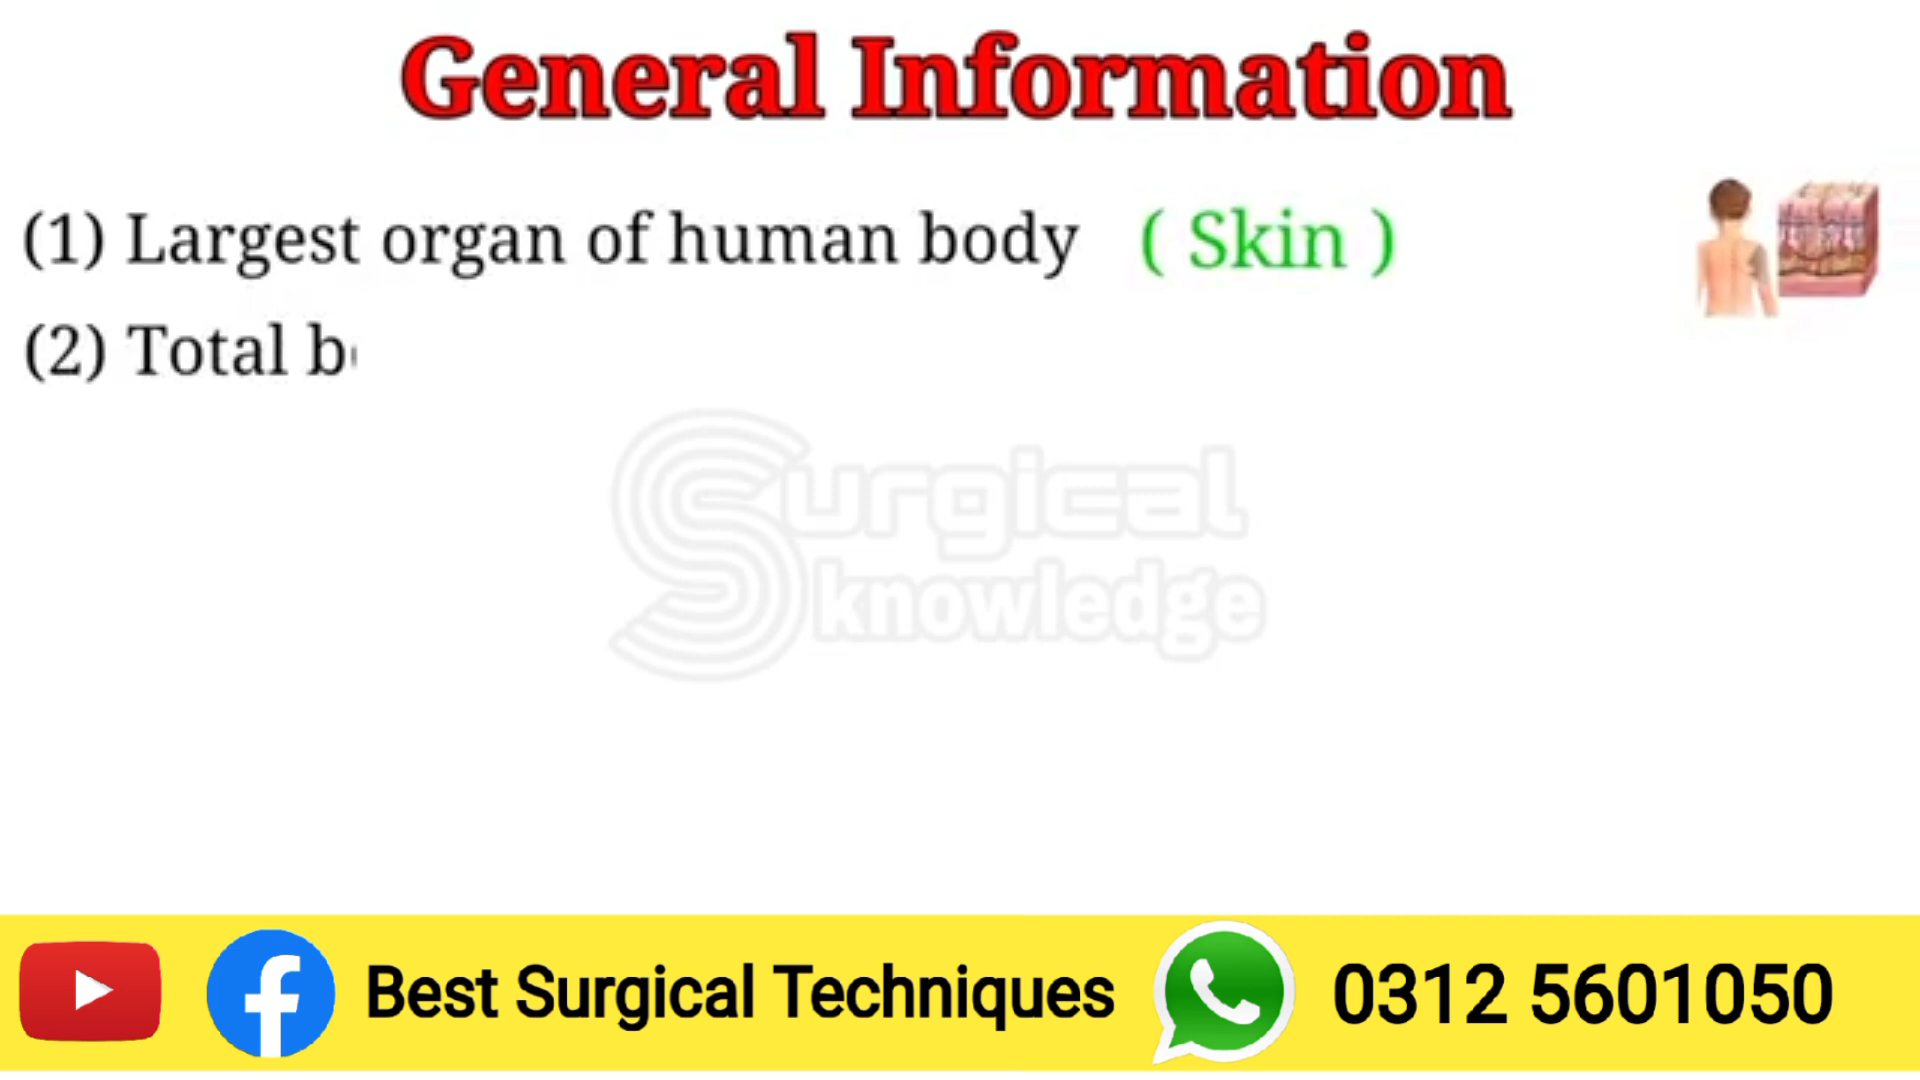 General Information
(1) Largest organ of human body ( Skin )
(2) Total
Surgical
knowledge
Best Surgical Techniques 0312 5601050